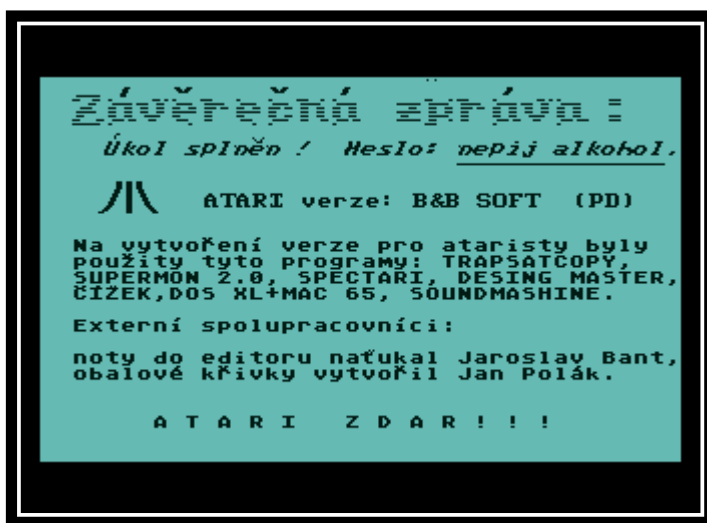 Závěrečná zpráva:
Úkol splněn! Heslo: nepij alkohol.
ATARI verze: B&B SOFT (PD)
Na vytvoření verze pro ataristy byly
použity tyto programy: TRAPSATCOPY,
SUPERMON 2.0, SPECTARI, DESING MASTER,
ČÍŽEK,DOS XL+MAC 65, SOUNDMASHINE.
Externí spolupracovníci:
noty do editoru naťukal Jaroslav Bant,
obalové křivky vytvořil Jan Polák.
ATARI ZDAR!!!